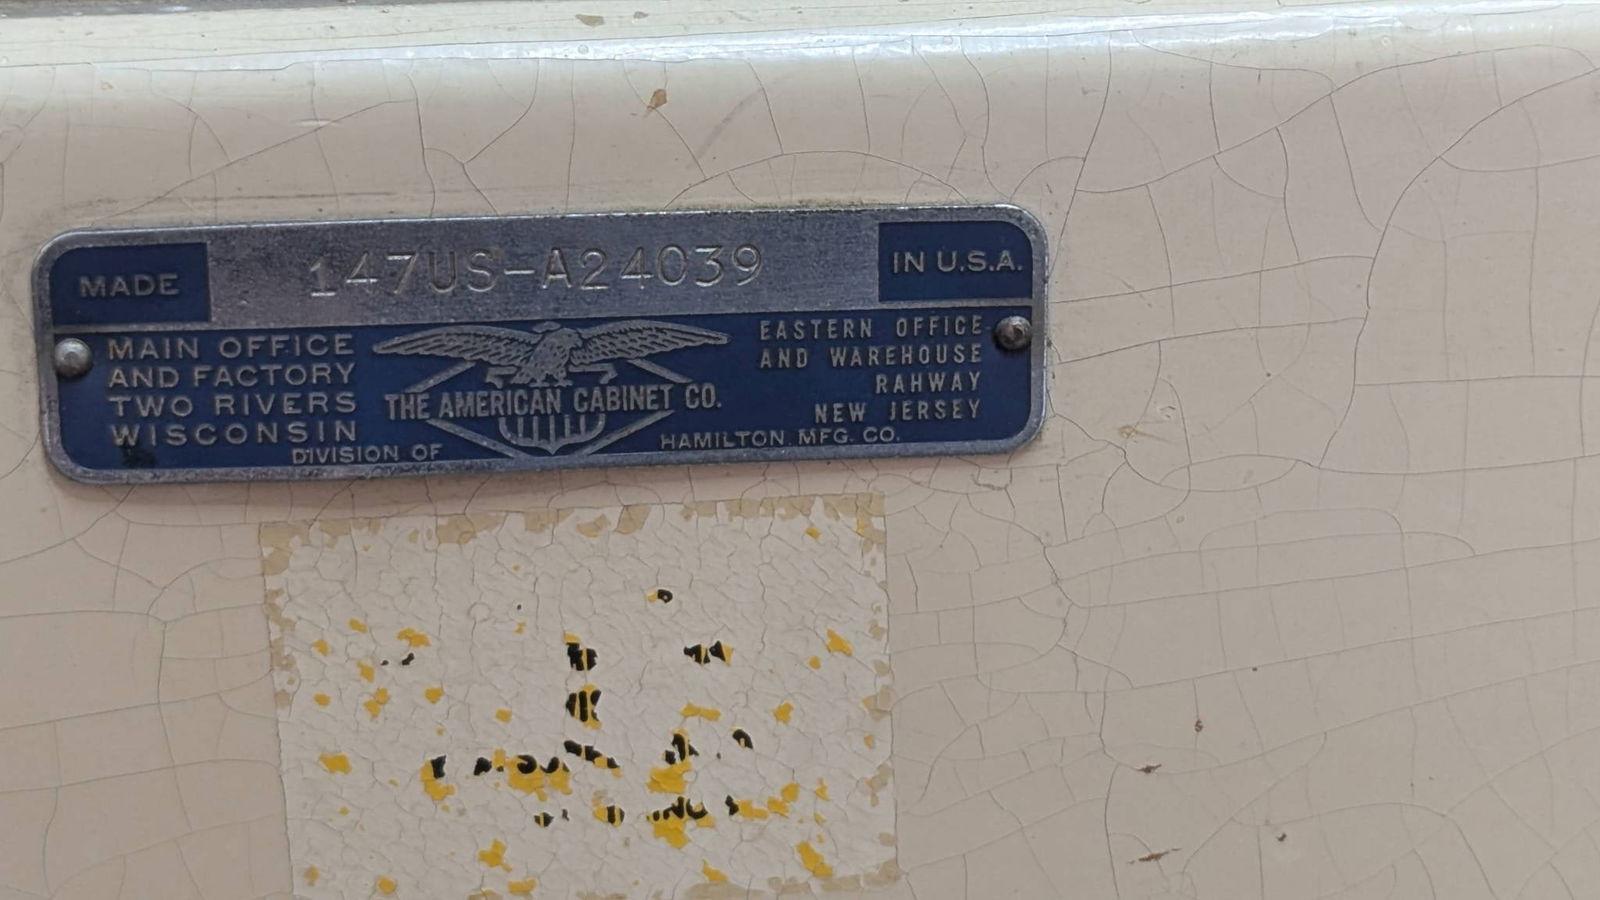 MADE 147US-A24039 IN U.S.A.
MAIN OFFICE
AND FACTORY
TWO RIVERS
WISCONSIN
THE AMERICAN CABINET CO.
EASTERN OFFICE
AND WAREHOUSE
RAHWAY
NEW JERSEY
DIVISION OF HAMILTON MFG. CO.